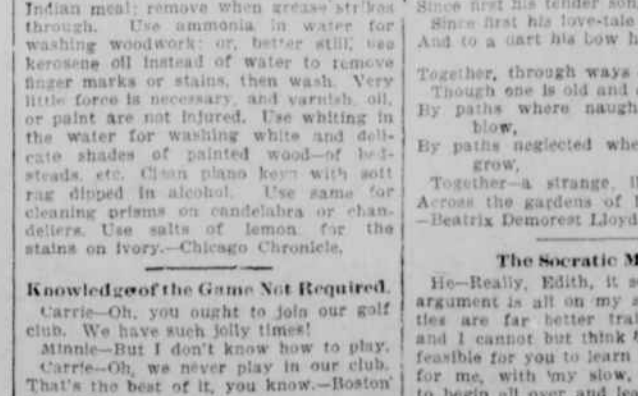 Indian meal; remove when grease strikes
through. Use ammonia in water for
washing woodwork; or, better still, use
kerosene oil instead of water to remove
finger marks or stains, then wash. Very
little force is necessary, and varnish, oil,
or paint are not injured. Use whiting in
the water for washing white and deli-
cate shades of painted wood—of bed-
steads, etc. Clean piano keys with soft
rag dipped in alcohol. Use same for
cleaning prisms on candelabra or chan-
deliers. Use salts of lemon for the
stains on ivory.—Chicago Chronicle.
Knowledge of the Game Not Required.
Carrie—Oh, you ought to join our golf
club. We have such jolly times!
Minnie—But I don't know how to play.
Carrie—Oh, we never play in our club.
That's the best of it, you know.—Boston
Since first his tender
Since first his love-tale
And to a dart his bow
Together, through ways
Though one is old and
By paths where naugh
blow,
By paths neglected whe
grow,
Together—a strange,
Across the gardens of
—Beatrix Demorest Lloyd
The Socratic M
He—Really, Edith, it s
argument is all on my
ties are far better trai
and I cannot but think
feasible for you to learn
for me, with my slow,
to begin all over and lea